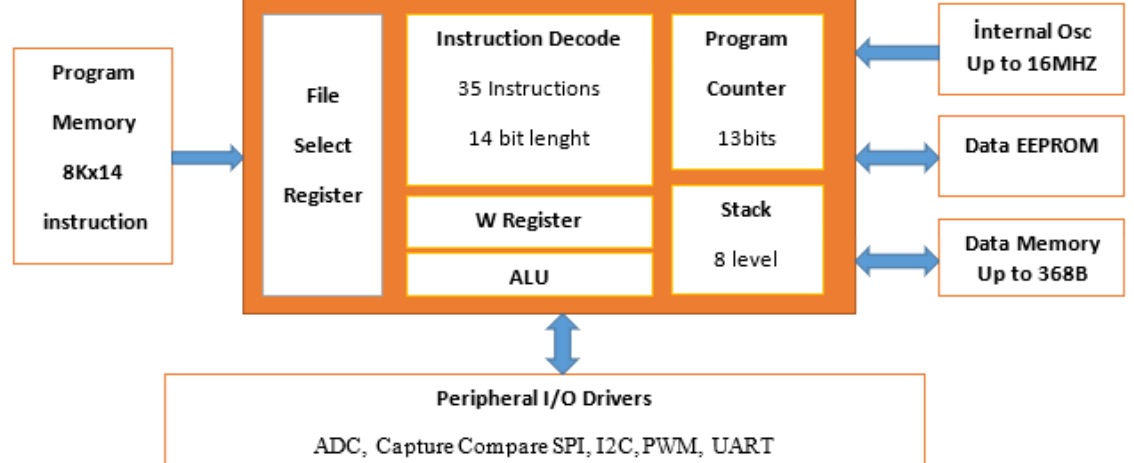 Program
Memory
8Kx14
instruction
File
Select
Register
Instruction Decode
35 Instructions
14 bit lenght
W Register
ALU
Program
Counter
13bits
Stack
8 level
İnternal Osc
Up to 16MHZ
Data EEPROM
Data Memory
Up to 368B
Peripheral I/O Drivers
ADC, Capture Compare SPI, I2C, PWM, UART